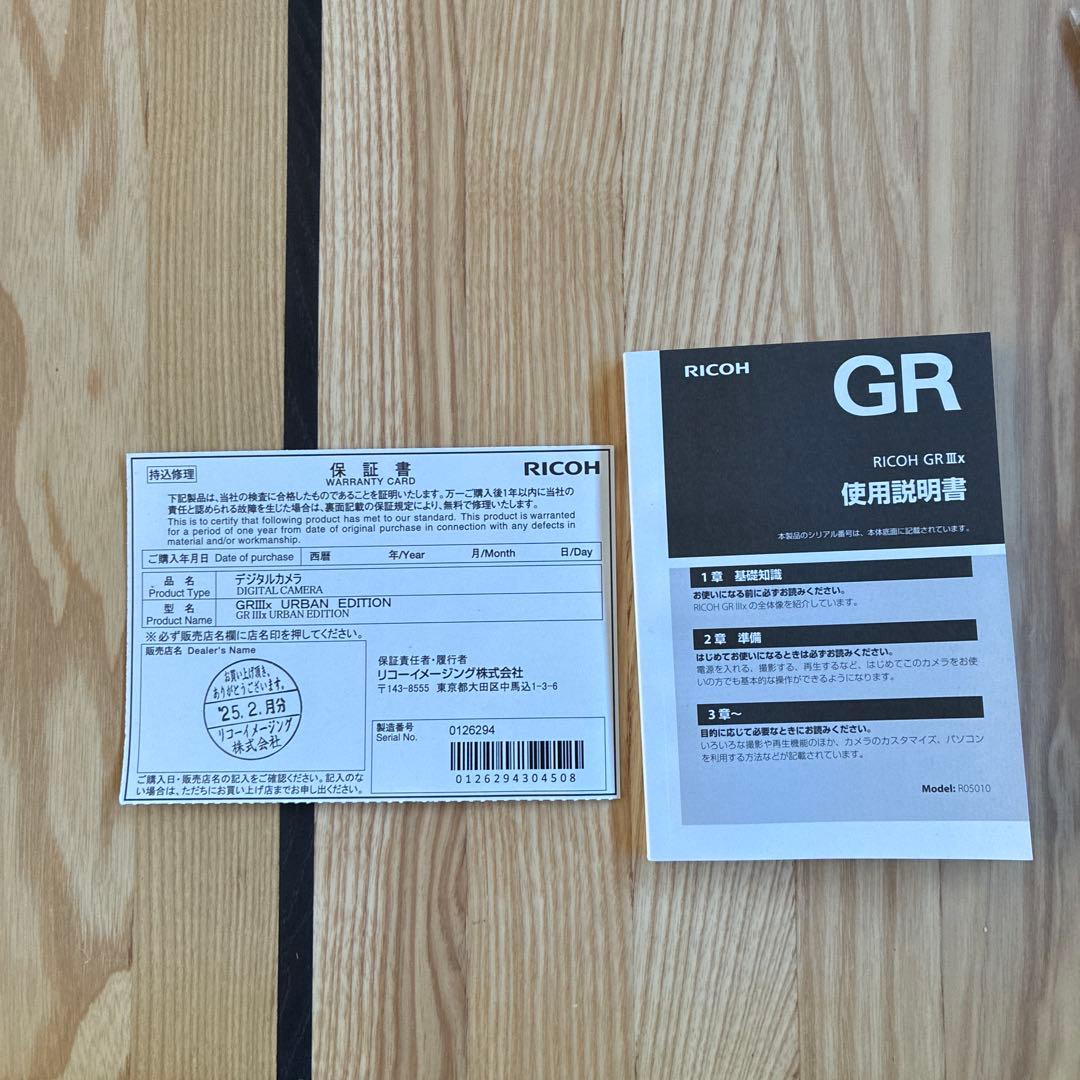 持込修理
保証書
WARRANTY CARD
RICOH
下記製品は、当社の検査に合格したものであることを証明いたします。万一ご購入後1年以内に当社の
責任と認められる故障を生じた場合は、裏面記載の保証規定により、無料で修理いたします。
This is to certify that following product has met to our standard. This product is warranted
for a period of one year from date of original purchase in connection with any defects in
material and/or workmanship.
ご購入年月日 Date of purchase 西暦 年/Year 月/Month 日/Day
品名 デジタルカメラ
Product Type DIGITAL CAMERA
型名 GRⅢx URBAN EDITION
Product Name GR Ⅲx URBAN EDITION
※必ず販売店名欄に店名印を押してください。
販売店名 Dealer's Name
お買い上げ頂き、
ありがとうございます。
'25.2.月分
リコーイメージング
株式会社
ご購入日・販売店名の記入をご確認ください。記入のな
い場合は、ただちにお買い上げ店までお申し出ください。
保証責任者・履行者
リコーイメージング株式会社
〒143-8555 東京都大田区中馬込1-3-6
製造番号 0126294
Serial No.
0126294304508
RICOH
GR
RICOH GR Ⅲx
使用説明書
本製品のシリアル番号は、本体底面に記載されています。
1章 基礎知識
お使いになる前に必ずお読みください。
RICOH GR Ⅲx の全体像を紹介しています。
2章 準備
はじめてお使いになるときは必ずお読みください。
電源を入れる、撮影する、再生するなど、はじめてこのカメラをお使
いの方でも基本的な操作ができるようになります。
3章〜
目的に応じて必要なときにお読みください。
いろいろな撮影や再生機能のほか、カメラのカスタマイズ、パソコン
を利用する方法などが記載されています。
Model: R05010